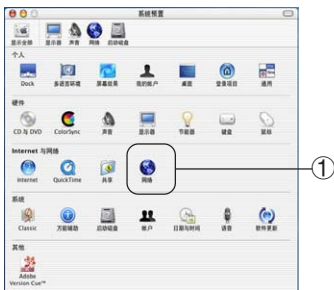 系统预置
显示全部 显示器 声音 网络 启动磁盘
个人
Dock 多语言环境 屏幕效果 我的帐户 桌面 登录项目 通用
硬件
CD 与 DVD ColorSync 声音 显示器 节能器 键盘 鼠标
Internet 与网络
Internet QuickTime 共享 网络
①
系统
Classic 万能辅助 启动磁盘 帐户 日期与时间 语音 软件更新
其他
Adobe
Version Cue™